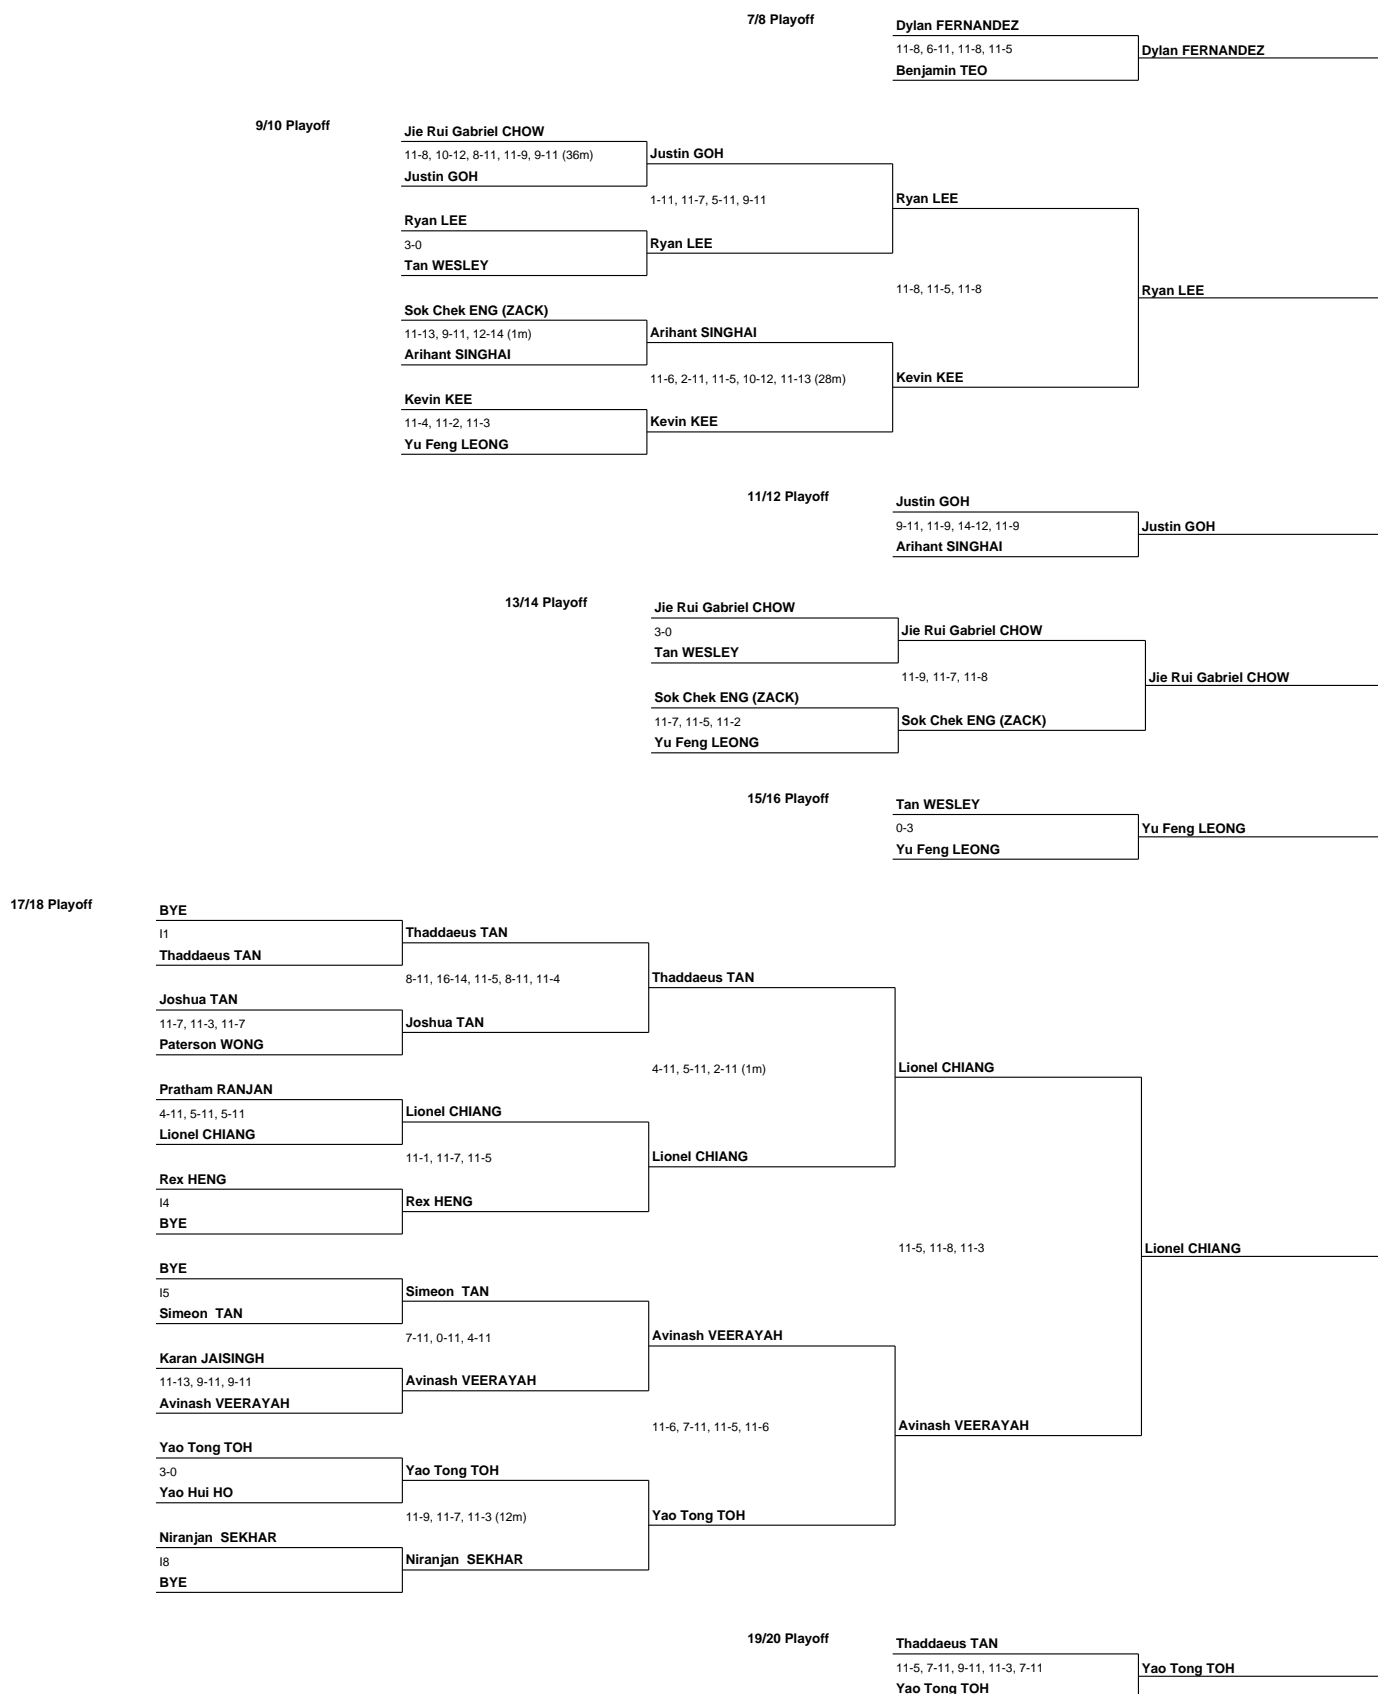 7/8 Playoff
Dylan FERNANDEZ
11-8, 6-11, 11-8, 11-5
Dylan FERNANDEZ
Benjamin TEO
9/10 Playoff
Jie Rui Gabriel CHOW
11-8, 10-12, 8-11, 11-9, 9-11 (36m)
Justin GOH
Justin GOH
1-11, 11-7, 5-11, 9-11
Ryan LEE
Ryan LEE
3-0
Ryan LEE
Tan WESLEY
11-8, 11-5, 11-8
Ryan LEE
Sok Chek ENG (ZACK)
11-13, 9-11, 12-14 (1m)
Arihant SINGHAI
Arihant SINGHAI
11-6, 2-11, 11-5, 10-12, 11-13 (28m)
Kevin KEE
Kevin KEE
11-4, 11-2, 11-3
Kevin KEE
Yu Feng LEONG
11/12 Playoff
Justin GOH
9-11, 11-9, 14-12, 11-9
Justin GOH
Arihant SINGHAI
13/14 Playoff
Jie Rui Gabriel CHOW
3-0
Jie Rui Gabriel CHOW
Tan WESLEY
11-9, 11-7, 11-8
Jie Rui Gabriel CHOW
Sok Chek ENG (ZACK)
11-7, 11-5, 11-2
Sok Chek ENG (ZACK)
Yu Feng LEONG
15/16 Playoff
Tan WESLEY
0-3
Yu Feng LEONG
Yu Feng LEONG
17/18 Playoff
BYE
I1
Thaddaeus TAN
Thaddaeus TAN
8-11, 16-14, 11-5, 8-11, 11-4
Thaddaeus TAN
Joshua TAN
11-7, 11-3, 11-7
Joshua TAN
Paterson WONG
4-11, 5-11, 2-11 (1m)
Lionel CHIANG
Pratham RANJAN
4-11, 5-11, 5-11
Lionel CHIANG
Lionel CHIANG
11-1, 11-7, 11-5
Lionel CHIANG
Rex HENG
I4
Rex HENG
BYE
11-5, 11-8, 11-3
Lionel CHIANG
BYE
I5
Simeon  TAN
Simeon  TAN
7-11, 0-11, 4-11
Avinash VEERAYAH
Karan JAISINGH
11-13, 9-11, 9-11
Avinash VEERAYAH
Avinash VEERAYAH
11-6, 7-11, 11-5, 11-6
Avinash VEERAYAH
Yao Tong TOH
3-0
Yao Tong TOH
Yao Hui HO
11-9, 11-7, 11-3 (12m)
Yao Tong TOH
Niranjan  SEKHAR
I8
Niranjan  SEKHAR
BYE
19/20 Playoff
Thaddaeus TAN
11-5, 7-11, 9-11, 11-3, 7-11
Yao Tong TOH
Yao Tong TOH